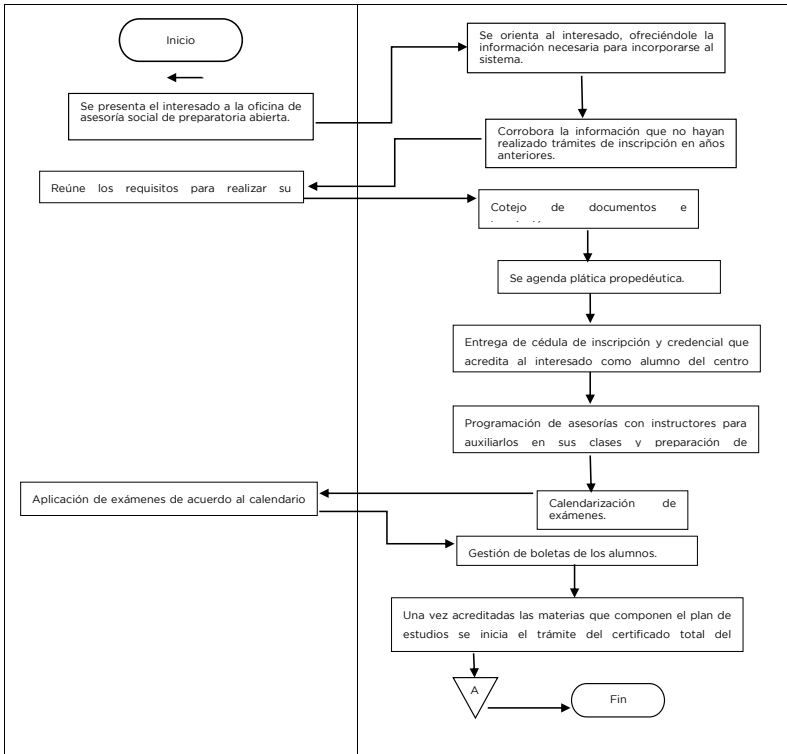 Inicio
Se orienta al interesado, ofreciéndole la
información necesaria para incorporarse al
sistema.
Se presenta el interesado a la oficina de
asesoría social de preparatoria abierta.
Corrobora la información que no hayan
realizado trámites de inscripción en años
anteriores.
Reúne los requisitos para realizar su
Cotejo de documentos e
Se agenda plática propedéutica.
Entrega de cédula de inscripción y credencial que
acredita al interesado como alumno del centro
Programación de asesorías con instructores para
auxiliarlos en sus clases y preparación de
Calendarización de
exámenes.
Aplicación de exámenes de acuerdo al calendario
Gestión de boletas de los alumnos.
Una vez acreditadas las materias que componen el plan de
estudios se inicia el trámite del certificado total del
A
Fin